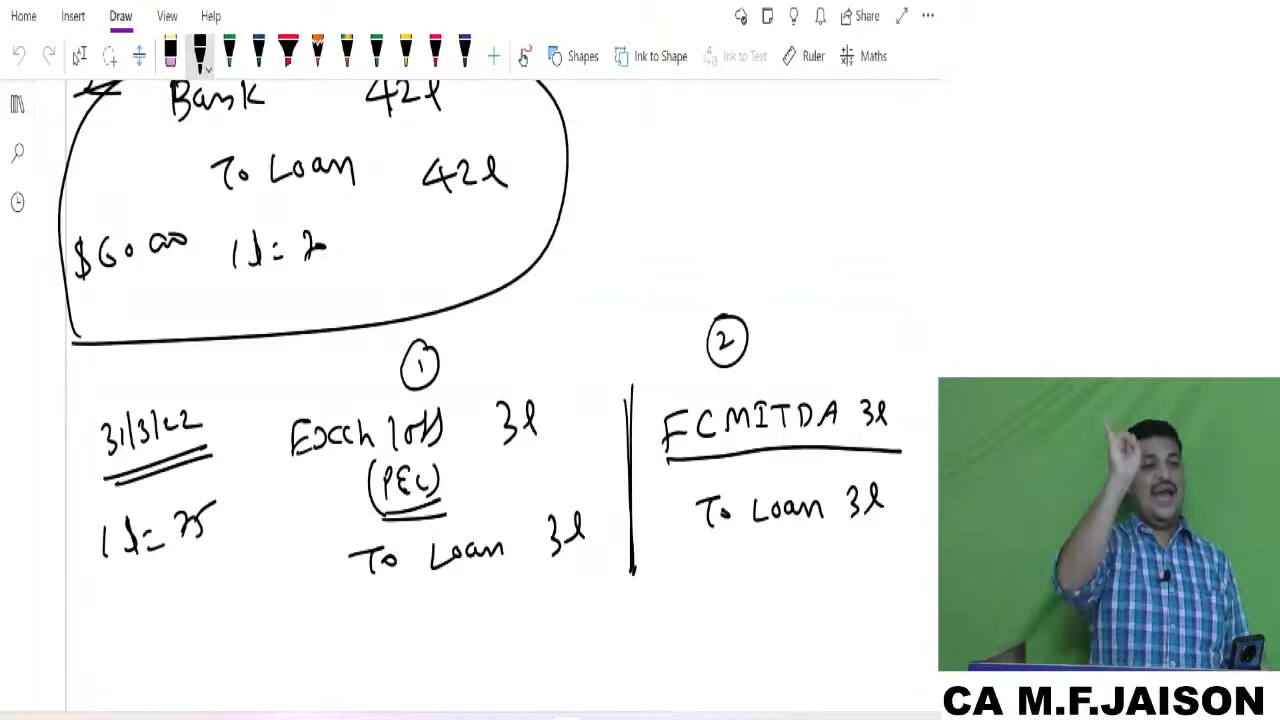 Home Insert Draw View Help
Share
Shapes Ink to Shape Ink to Text Ruler Maths
Bank 42l
To Loan 42l
$60 000 1$ = 70
1
2
31/3/22
Exch loss 3l
(P&L)
1$ = 75
To Loan 3l
FCMITDA 3l
To Loan 3l
CA M.F.JAISON